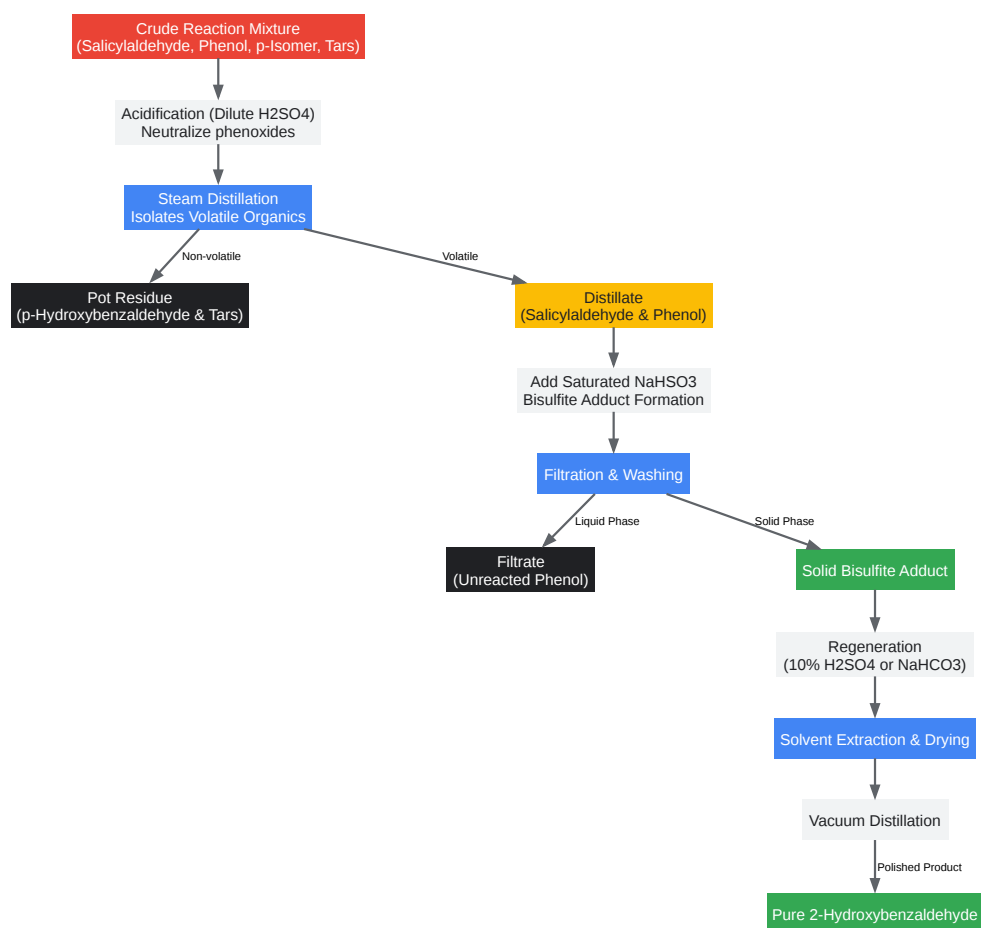 Crude Reaction Mixture
(Salicylaldehyde, Phenol, p-Isomer, Tars)
Acidification (Dilute H2SO4)
Neutralize phenoxides
Steam Distillation
Isolates Volatile Organics
Non-volatile
Volatile
Pot Residue
(p-Hydroxybenzaldehyde & Tars)
Distillate
(Salicylaldehyde & Phenol)
Add Saturated NaHSO3
Bisulfite Adduct Formation
Filtration & Washing
Liquid Phase
Solid Phase
Filtrate
(Unreacted Phenol)
Solid Bisulfite Adduct
Regeneration
(10% H2SO4 or NaHCO3)
Solvent Extraction & Drying
Vacuum Distillation
Polished Product
Pure 2-Hydroxybenzaldehyde